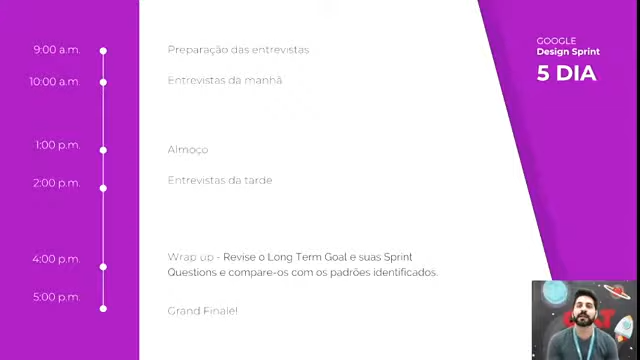 9:00 a.m. Preparação das entrevistas
10:00 a.m. Entrevistas da manhã
1:00 p.m. Almoço
2:00 p.m. Entrevistas da tarde
4:00 p.m. Wrap up - Revise o Long Term Goal e suas Sprint
Questions e compare-os com os padrões identificados.
5:00 p.m. Grand Finale!
GOOGLE
Design Sprint
5 DIA